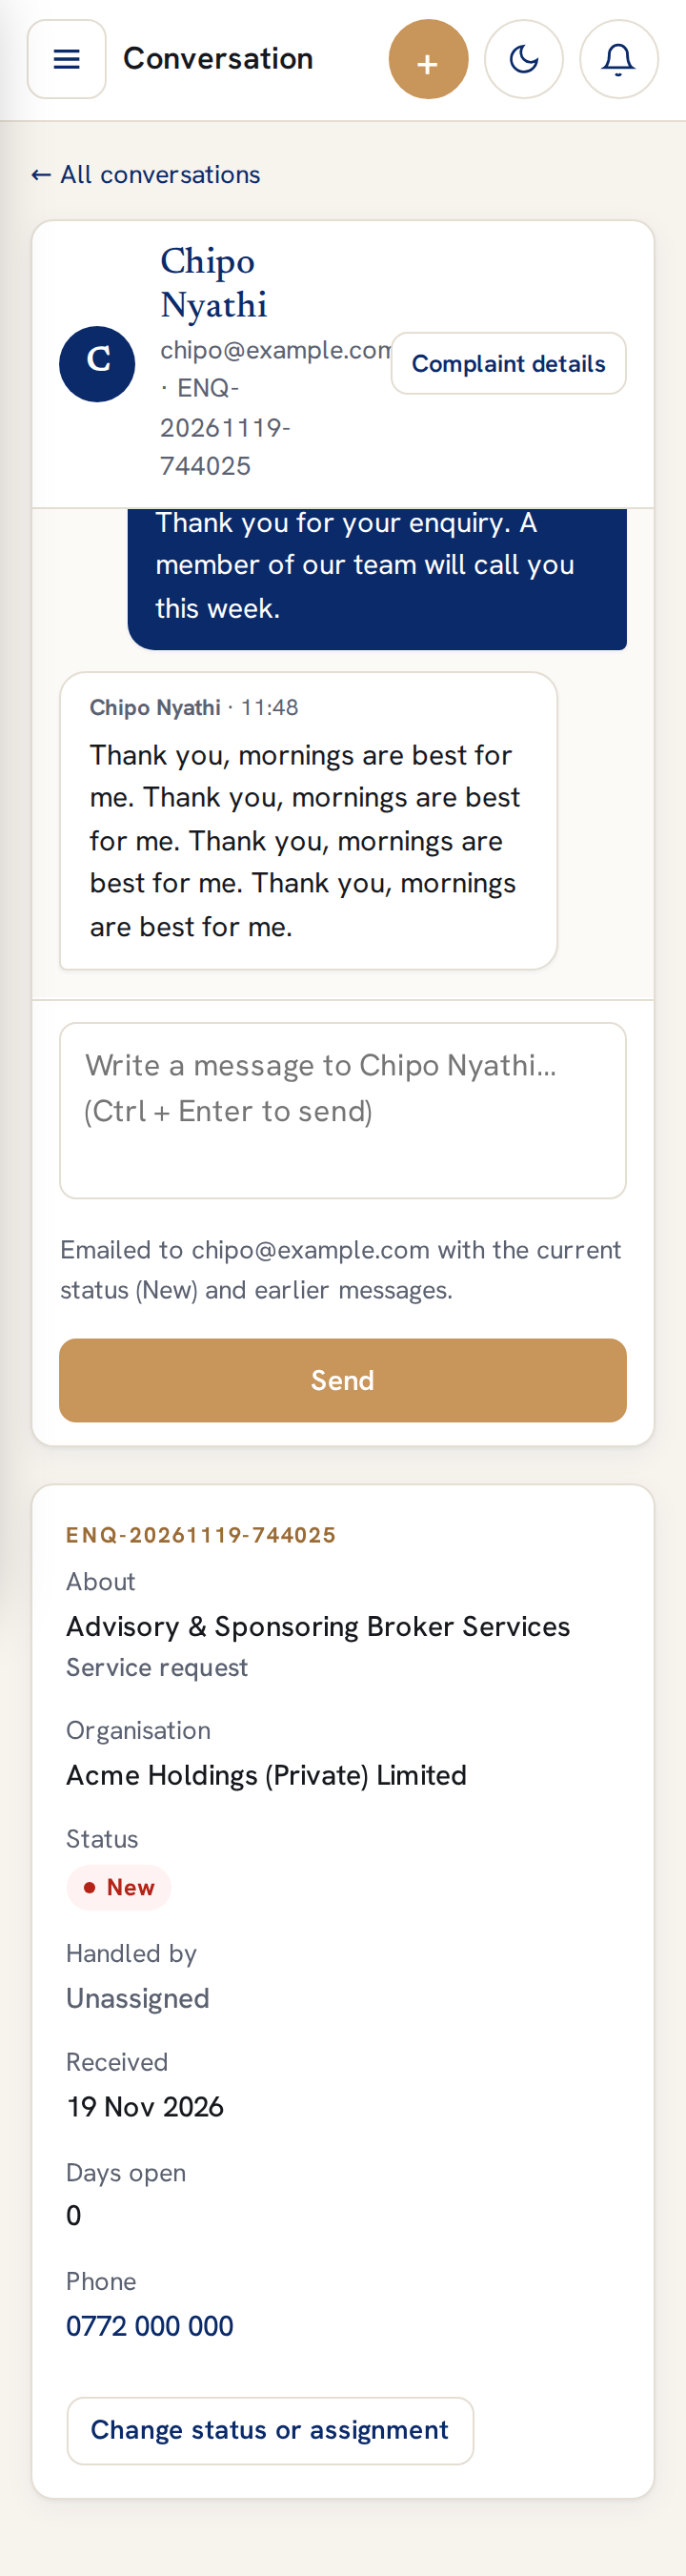 Conversation
+
← All conversations
Chipo
Nyathi
C
chipo@example.com
· ENQ-
20261119-
744025
Complaint details
Thank you for your enquiry. A
member of our team will call you
this week.
Chipo Nyathi · 11:48
Thank you, mornings are best for
me. Thank you, mornings are best
for me. Thank you, mornings are
best for me. Thank you, mornings
are best for me.
Write a message to Chipo Nyathi...
(Ctrl + Enter to send)
Emailed to chipo@example.com with the current
status (New) and earlier messages.
Send
ENQ-20261119-744025
About
Advisory & Sponsoring Broker Services
Service request
Organisation
Acme Holdings (Private) Limited
Status
New
Handled by
Unassigned
Received
19 Nov 2026
Days open
0
Phone
0772 000 000
Change status or assignment